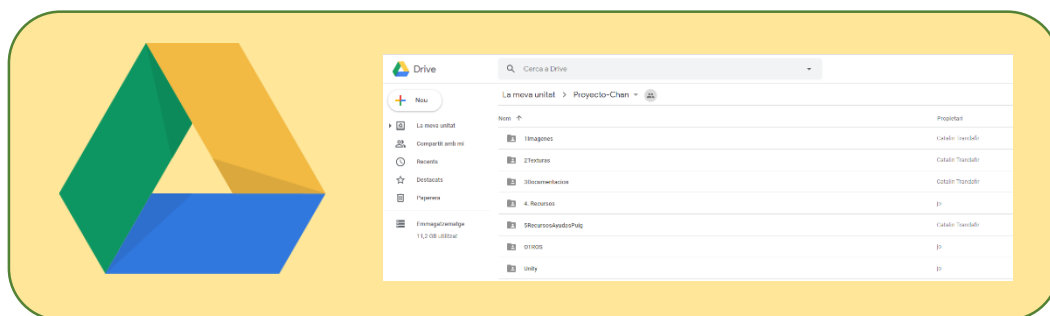 Drive
Cerca a Drive
Nou
La meva unitat > Proyecto-Chan
Nom
Propietari
La meva unitat
1Imagenes
Catalin Trandafir
Compartit amb mi
2Texturas
Catalin Trandafir
Recents
3Documentacion
Catalin Trandafir
Destacats
4. Recursos
jo
Paperera
5RecursosAyudasPuig
Catalin Trandafir
Emmagatzematge
11,2 GB utilitzat
OTROS
jo
Unity
jo